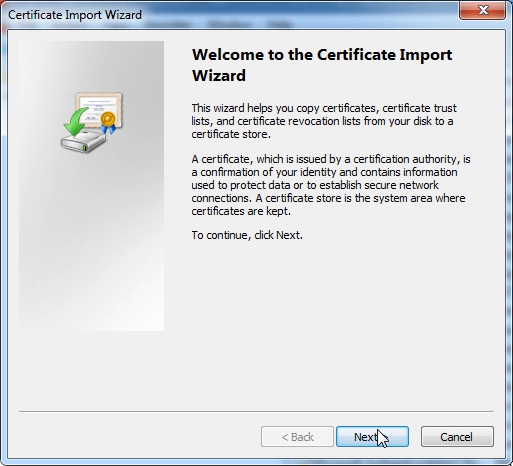 Certificate Import Wizard
Welcome to the Certificate Import
Wizard
This wizard helps you copy certificates, certificate trust
lists, and certificate revocation lists from your disk to a
certificate store.
A certificate, which is issued by a certification authority, is
a confirmation of your identity and contains information
used to protect data or to establish secure network
connections. A certificate store is the system area where
certificates are kept.
To continue, click Next.
< Back
Next >
Cancel